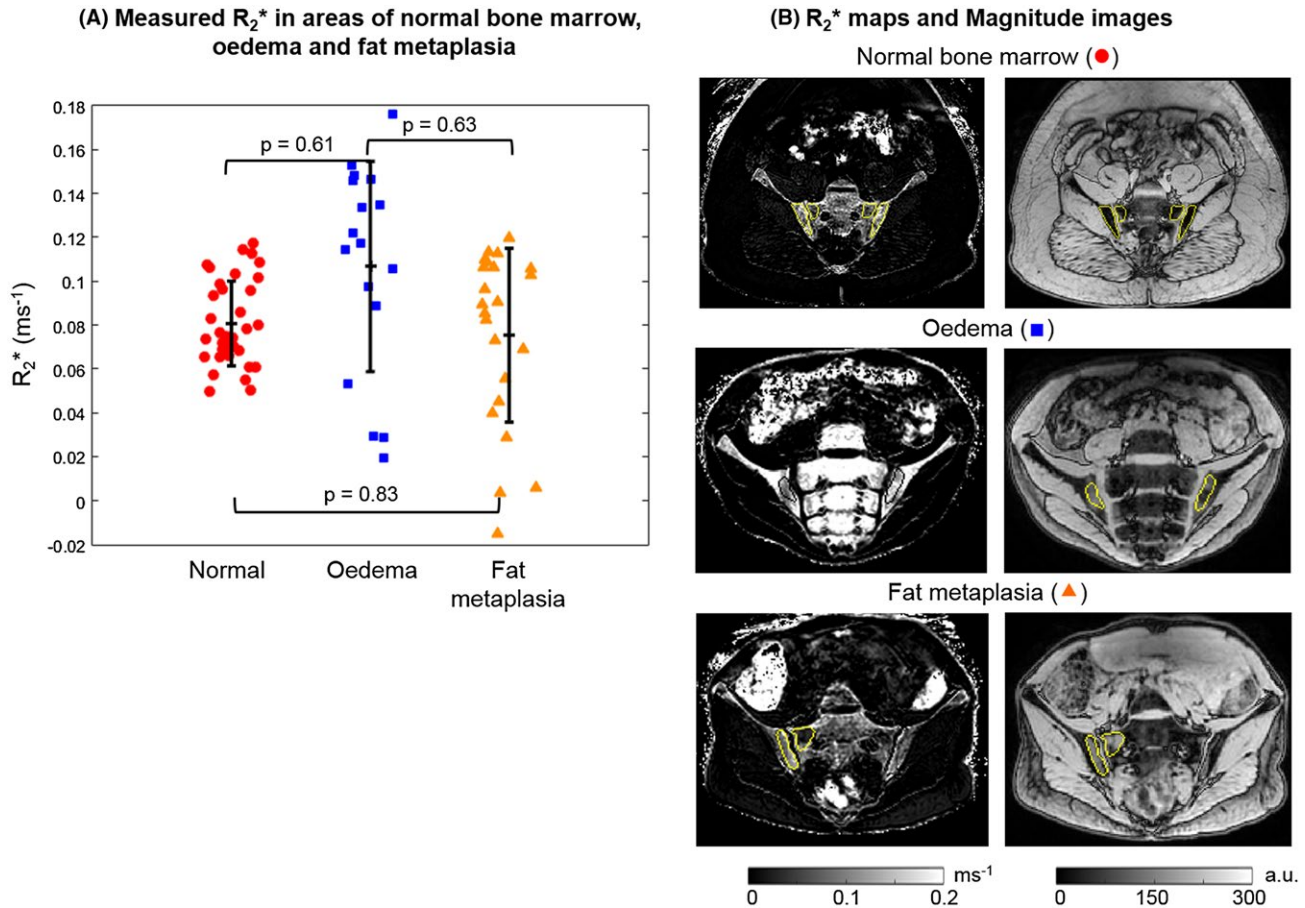 (A) Measured R₂* in areas of normal bone marrow,
oedema and fat metaplasia
0.18
0.16
0.14
0.12
0.1
0.08
0.06
0.04
0.02
0
-0.02
R₂* (ms⁻¹)
p = 0.61
p = 0.63
p = 0.83
Normal
Oedema
Fat
metaplasia
(B) R₂* maps and Magnitude images
Normal bone marrow (●)
Oedema (■)
Fat metaplasia (▲)
ms⁻¹
0 0.1 0.2
a.u.
0 150 300